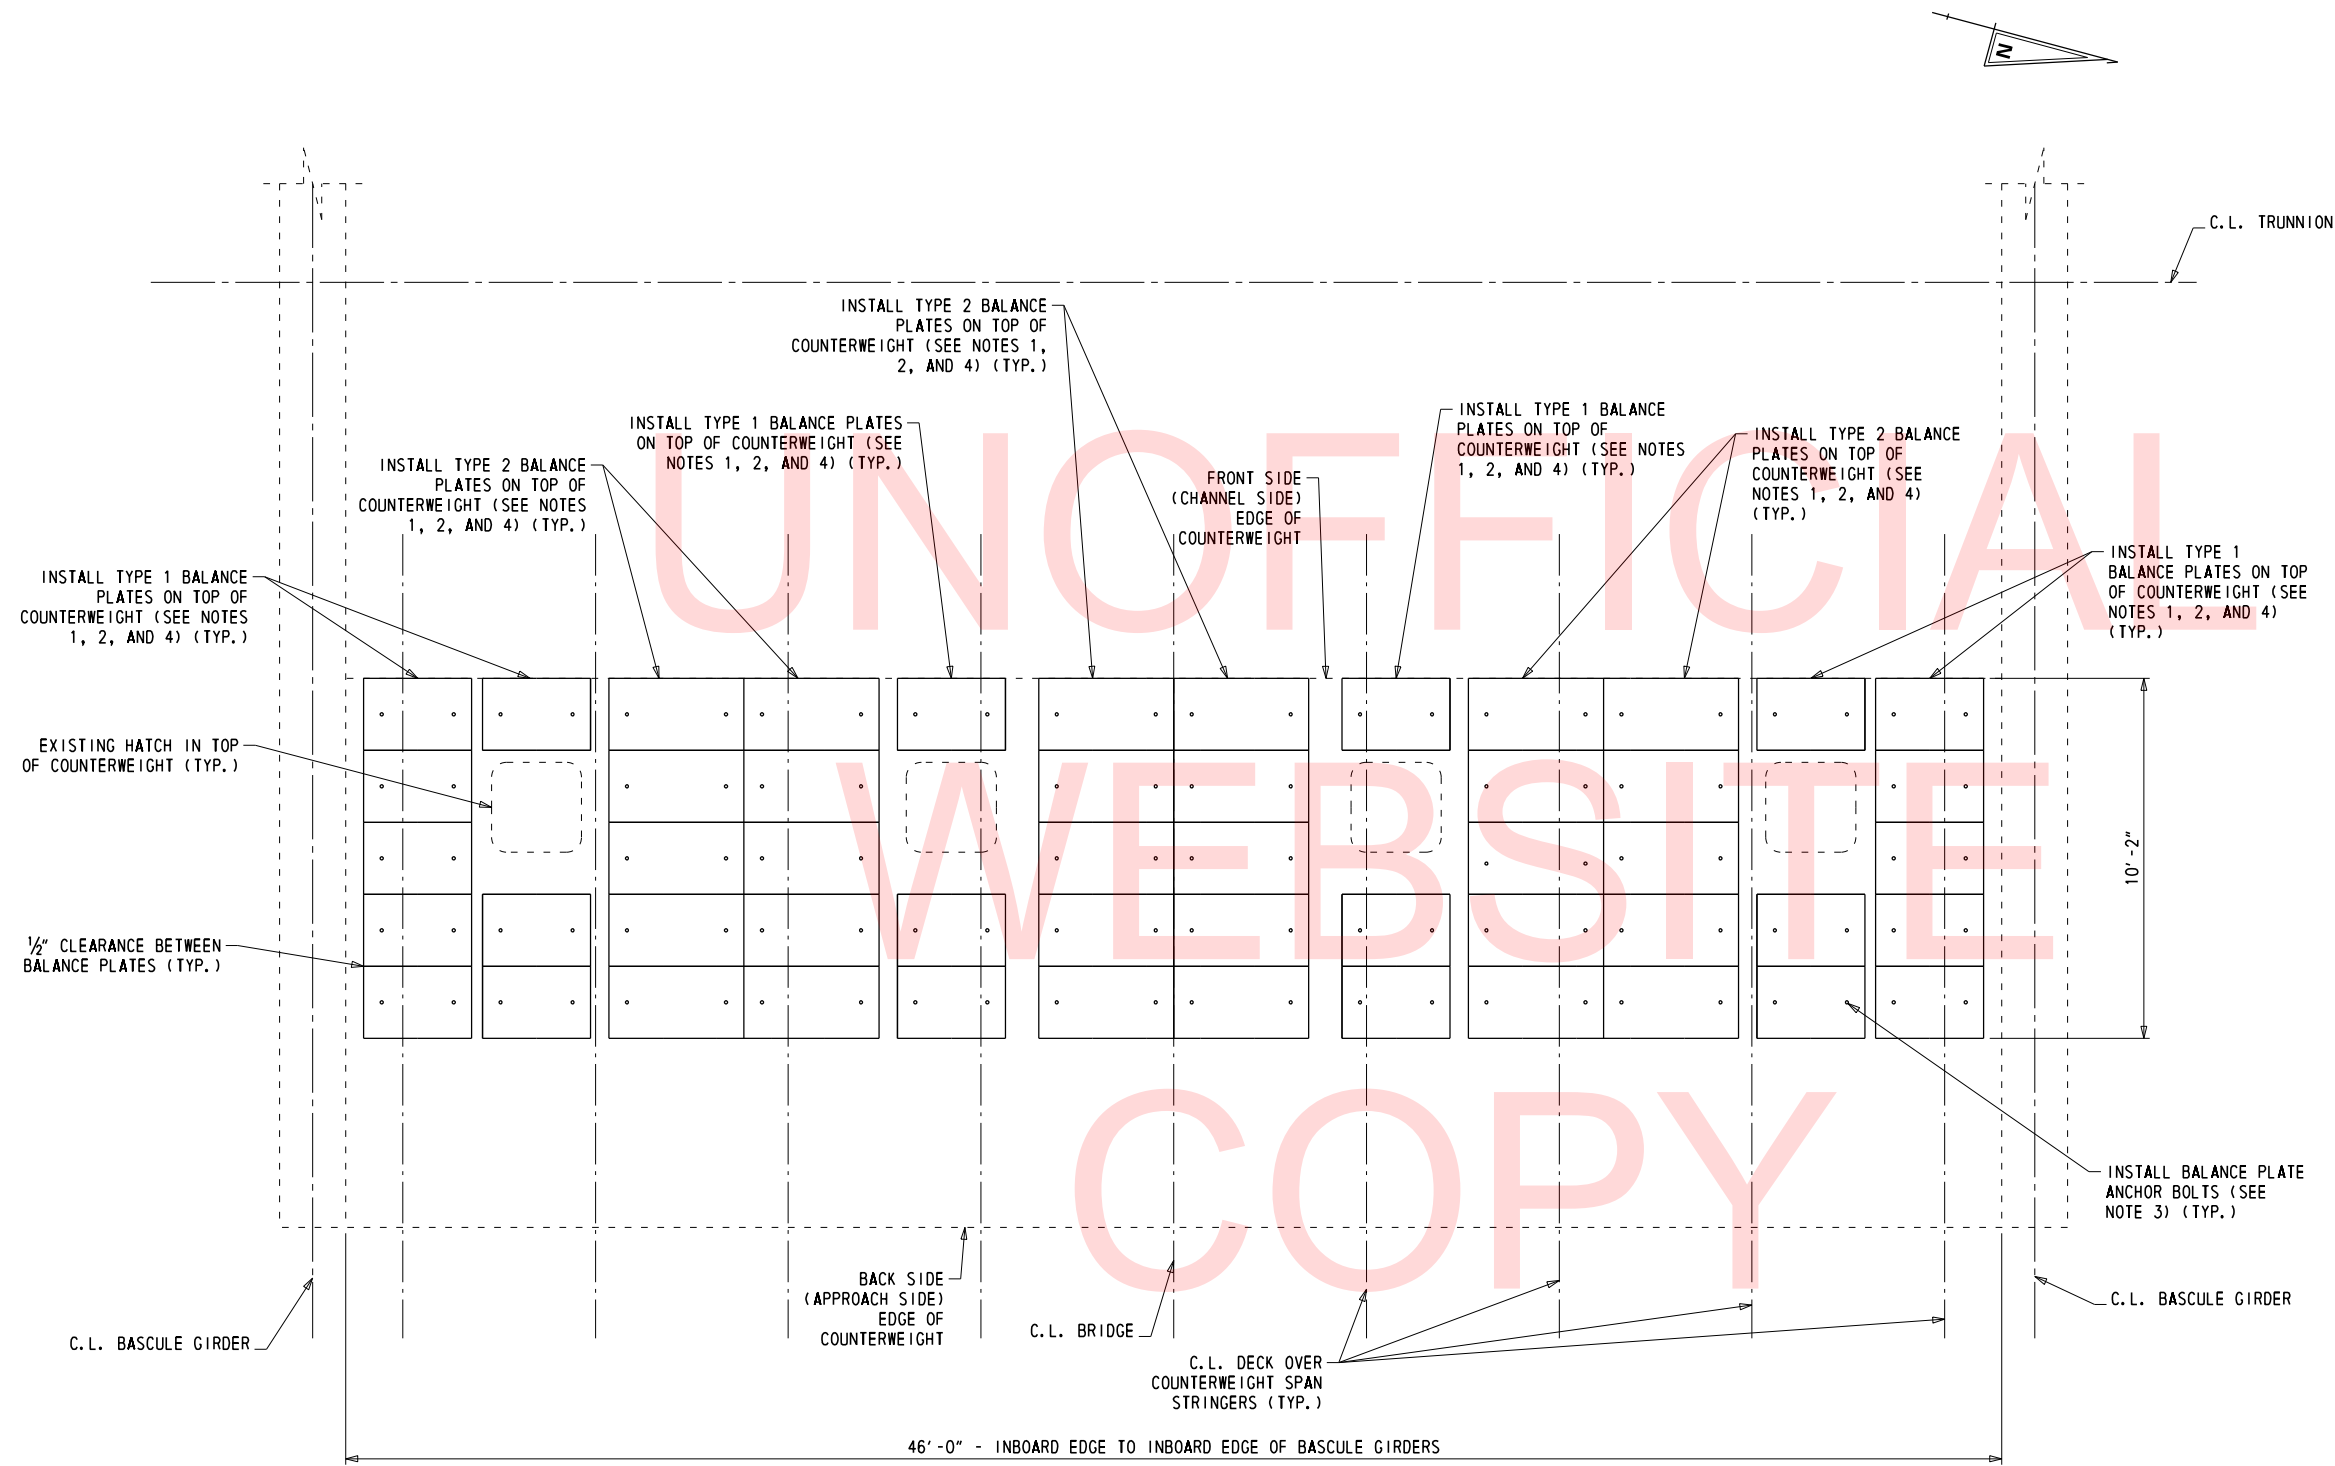 N
C.L. TRUNNION
INSTALL TYPE 2 BALANCE
PLATES ON TOP OF
COUNTERWEIGHT (SEE NOTES 1,
2, AND 4) (TYP.)
INSTALL TYPE 1 BALANCE PLATES
ON TOP OF COUNTERWEIGHT (SEE
NOTES 1, 2, AND 4) (TYP.)
INSTALL TYPE 1 BALANCE
PLATES ON TOP OF
COUNTERWEIGHT (SEE NOTES
1, 2, AND 4) (TYP.)
INSTALL TYPE 2 BALANCE
PLATES ON TOP OF
COUNTERWEIGHT (SEE
NOTES 1, 2, AND 4)
(TYP.)
INSTALL TYPE 2 BALANCE
PLATES ON TOP OF
COUNTERWEIGHT (SEE NOTES
1, 2, AND 4) (TYP.)
FRONT SIDE
(CHANNEL SIDE)
EDGE OF
COUNTERWEIGHT
UNOFFICIAL
INSTALL TYPE 1 BALANCE
PLATES ON TOP OF
COUNTERWEIGHT (SEE NOTES
1, 2, AND 4) (TYP.)
INSTALL TYPE 1
BALANCE PLATES ON TOP
OF COUNTERWEIGHT (SEE
NOTES 1, 2, AND 4)
(TYP.)
EXISTING HATCH IN TOP
OF COUNTERWEIGHT (TYP.)
WEBSITE
10'-2"
½" CLEARANCE BETWEEN
BALANCE PLATES (TYP.)
COPY
INSTALL BALANCE PLATE
ANCHOR BOLTS (SEE
NOTE 3) (TYP.)
BACK SIDE
(APPROACH SIDE)
EDGE OF
COUNTERWEIGHT
C.L. BASCULE GIRDER
C.L. BRIDGE
C.L. BASCULE GIRDER
C.L. DECK OVER
COUNTERWEIGHT SPAN
STRINGERS (TYP.)
46'-0" - INBOARD EDGE TO INBOARD EDGE OF BASCULE GIRDERS